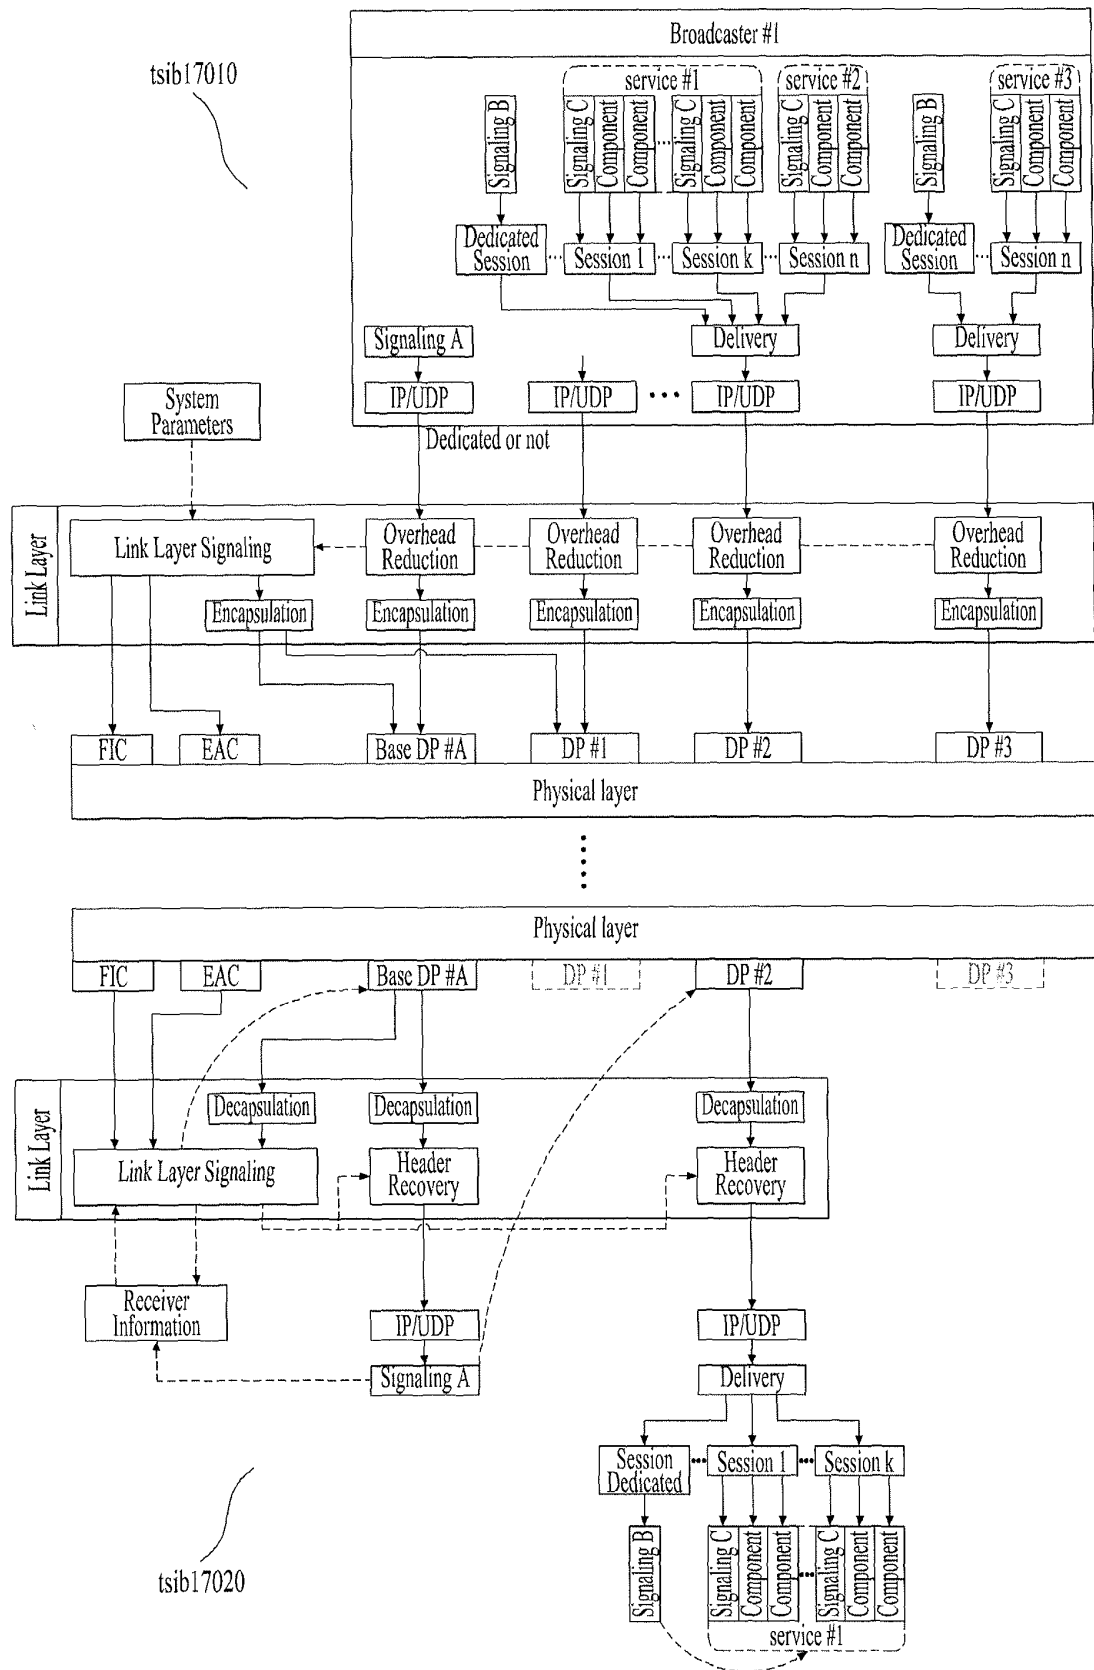 Broadcaster #1
tsib17010
service #1
service #2
service #3
Signaling B
Signaling C
Component
Component
...
Signaling C
Component
Component
Signaling C
Component
Component
Signaling B
Signaling C
Component
Component
Dedicated
Session
...
Session 1
...
Session k
...
Session n
Dedicated
Session
...
Session n
Signaling A
Delivery
Delivery
IP/UDP
IP/UDP
...
IP/UDP
IP/UDP
System
Parameters
Dedicated or not
Link Layer
Link Layer Signaling
Overhead
Reduction
Overhead
Reduction
Overhead
Reduction
Overhead
Reduction
Encapsulation
Encapsulation
Encapsulation
Encapsulation
Encapsulation
FIC
EAC
Base DP #A
DP #1
DP #2
DP #3
Physical layer
Physical layer
FIC
EAC
Base DP #A
DP #1
DP #2
DP #3
Link Layer
Decapsulation
Decapsulation
Decapsulation
Link Layer Signaling
Header
Recovery
Header
Recovery
Receiver
Information
IP/UDP
IP/UDP
Signaling A
Delivery
Session
Dedicated
...
Session 1
...
Session k
tsib17020
Signaling B
Signaling C
Component
Component
...
Signaling C
Component
Component
service #1